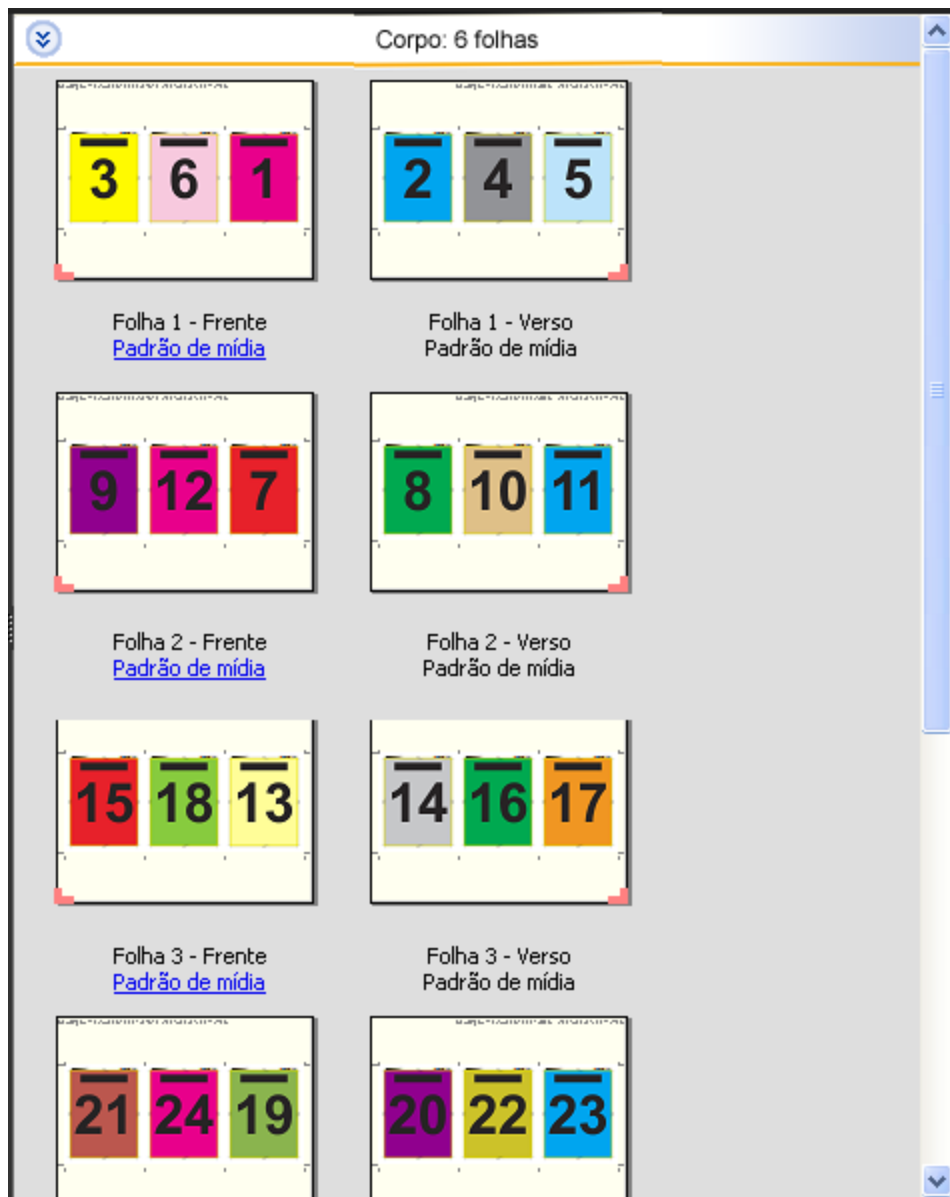 Corpo: 6 folhas
3 6 1
2 4 5
Folha 1 - Frente
Padrão de mídia
Folha 1 - Verso
Padrão de mídia
9 12 7
8 10 11
Folha 2 - Frente
Padrão de mídia
Folha 2 - Verso
Padrão de mídia
15 18 13
14 16 17
Folha 3 - Frente
Padrão de mídia
Folha 3 - Verso
Padrão de mídia
21 24 19
20 22 23